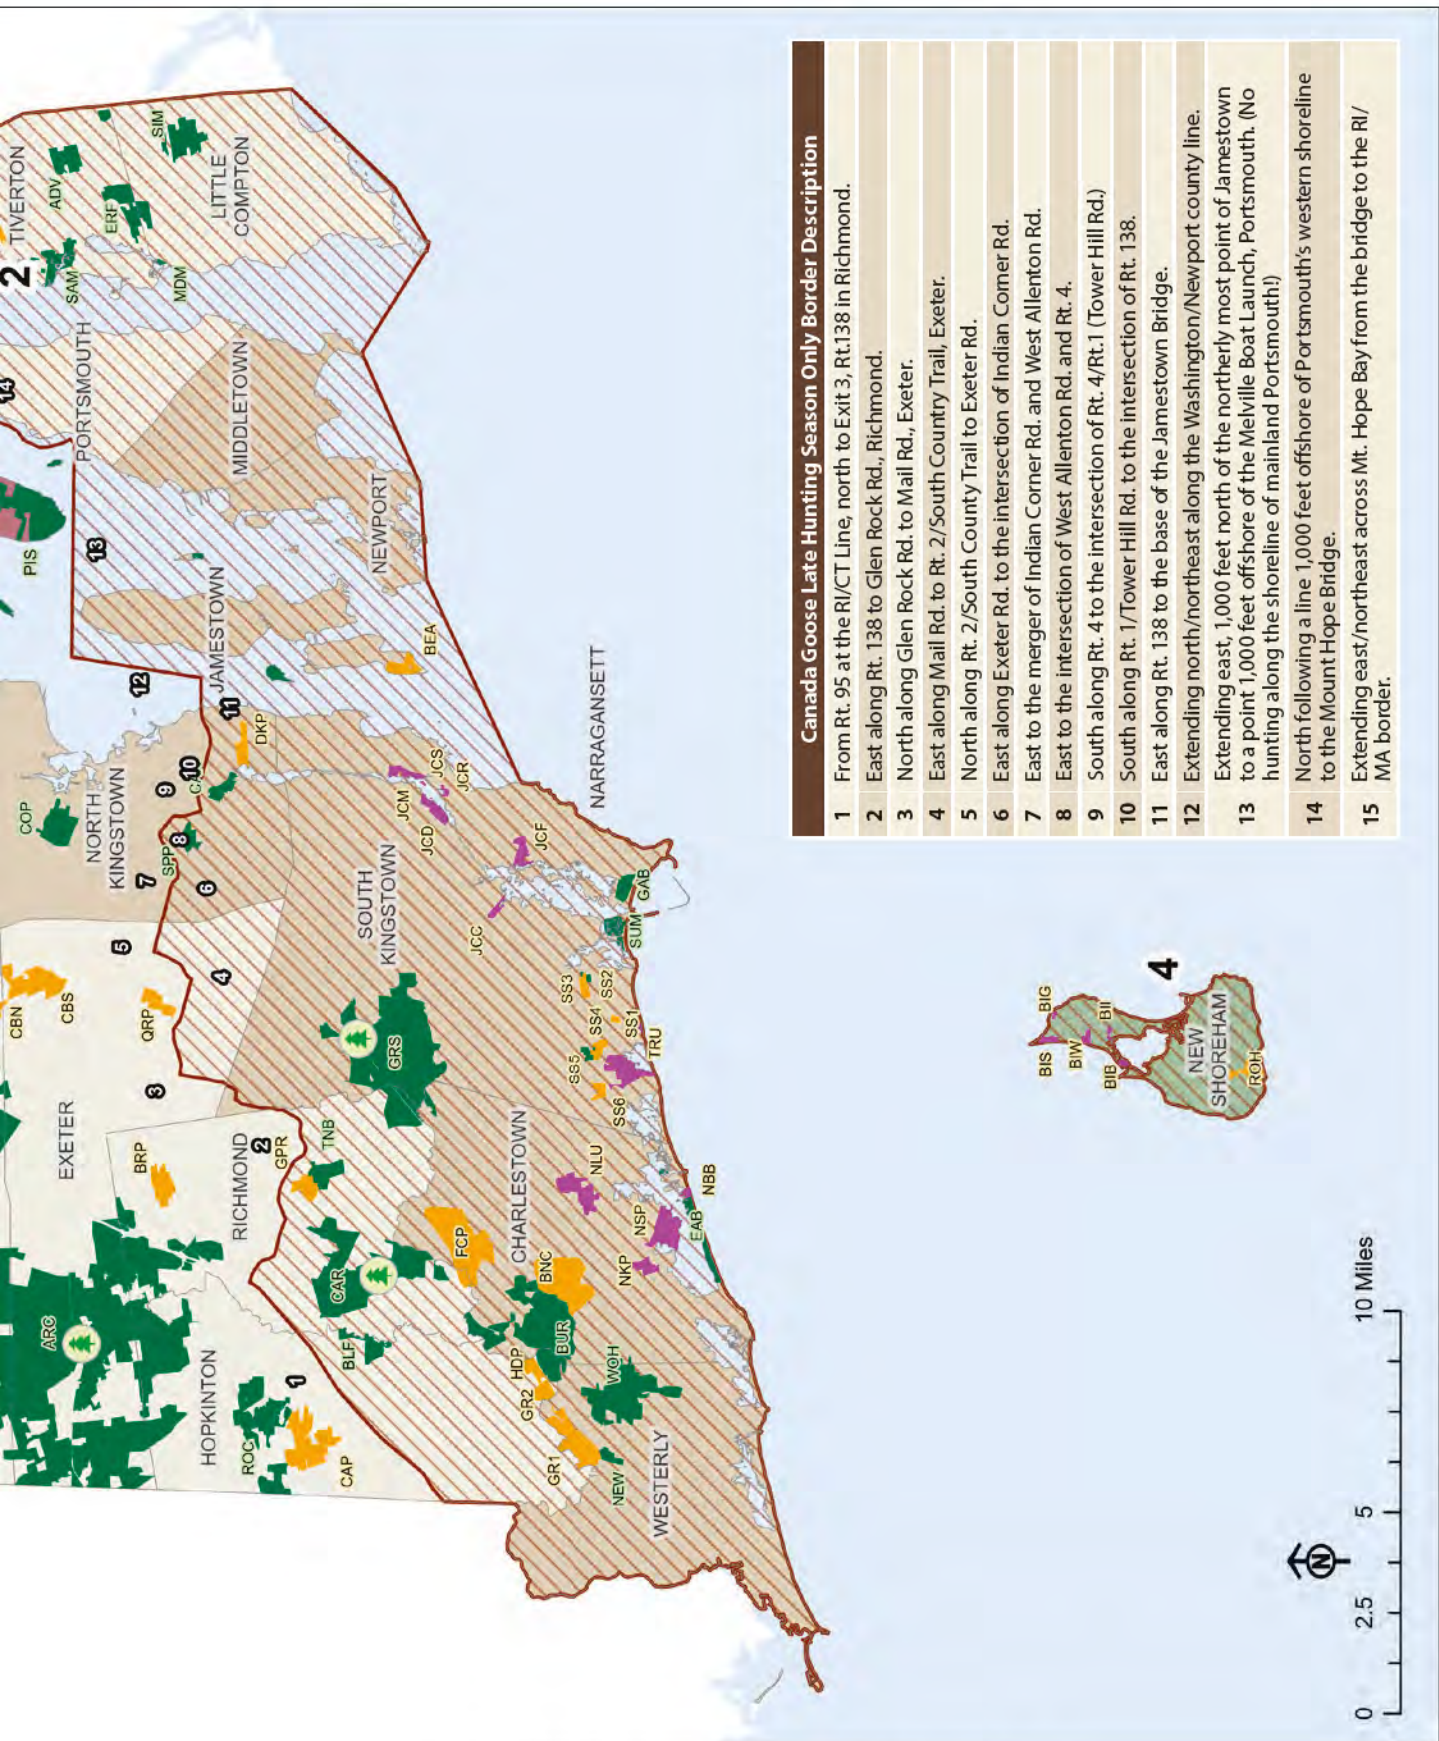 TIVERTON
ADV
SIM
2
ERF
SAM
LITTLE
COMPTON
MDM
14
PORTSMOUTH
MIDDLETOWN
PIS
13
NEWPORT
JAMESTOWN
BEA
12
11
DKP
COP
NORTH
KINGSTOWN
9
10
8
SPP
7
6
JCS
JCR
JCM
JCD
NARRAGANSETT
JCF
SOUTH
KINGSTOWN
JCC
GAB
SUM
5
4
CBN
CBS
QRP
3
GRS
SS3
SS2
SS4
SS1
SS5
TRU
SS6
EXETER
BRP
RICHMOND
2
GPR
TNB
CHARLESTOWN
NLU
FCP
NSP
NBB
EAB
NKP
BNC
CAR
ARC
BLF
BUR
HDP
GR2
WOH
HOPKINTON
1
ROC
CAP
GR1
NEW
WESTERLY
BIG
BIS
BIW
BII
BIB
4
NEW
SHOREHAM
ROH
Canada Goose Late Hunting Season Only Border Description
1 From Rt. 95 at the RI/CT Line, north to Exit 3, Rt.138 in Richmond.
2 East along Rt. 138 to Glen Rock Rd., Richmond.
3 North along Glen Rock Rd. to Mail Rd., Exeter.
4 East along Mail Rd. to Rt. 2/South Country Trail, Exeter.
5 North along Rt. 2/South County Trail to Exeter Rd.
6 East along Exeter Rd. to the intersection of Indian Corner Rd.
7 East to the merger of Indian Corner Rd. and West Allenton Rd.
8 East to the intersection of West Allenton Rd. and Rt. 4.
9 South along Rt. 4 to the intersection of Rt. 4/Rt.1 (Tower Hill Rd.)
10 South along Rt. 1/Tower Hill Rd. to the intersection of Rt. 138.
11 East along Rt. 138 to the base of the Jamestown Bridge.
12 Extending north/northeast along the Washington/Newport county line.
13 Extending east, 1,000 feet north of the northerly most point of Jamestown
to a point 1,000 feet offshore of the Melville Boat Launch, Portsmouth. (No
hunting along the shoreline of mainland Portsmouth!)
14 North following a line 1,000 feet offshore of Portsmouth's western shoreline
to the Mount Hope Bridge.
15 Extending east/northeast across Mt. Hope Bay from the bridge to the RI/
MA border.
N
0 2.5 5 10 Miles